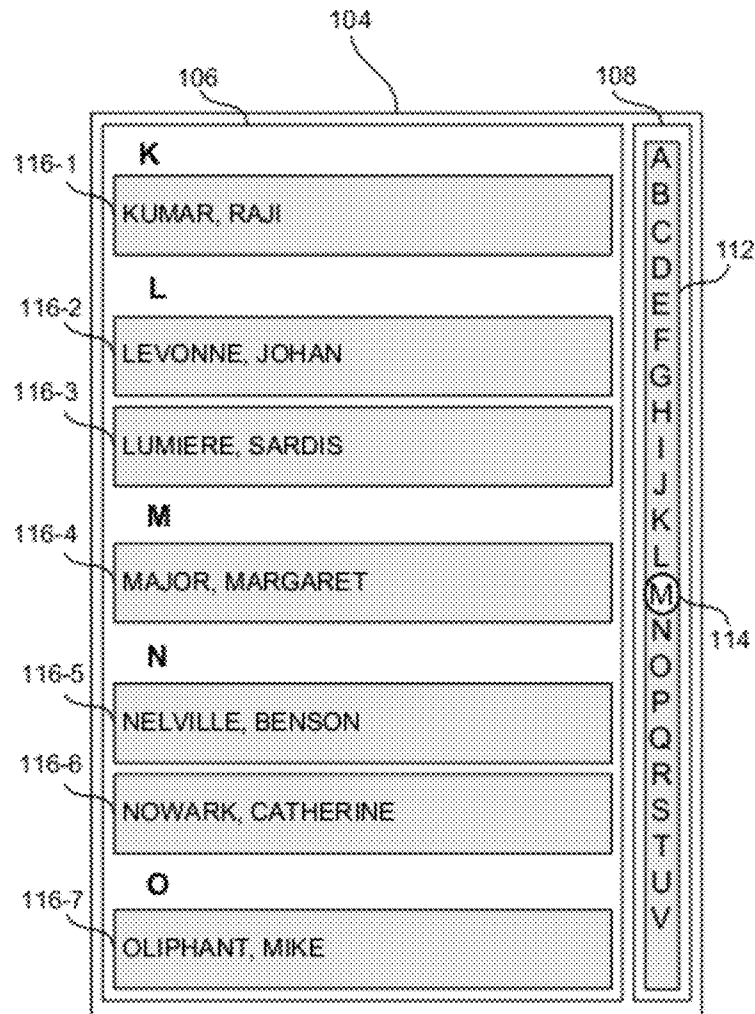 104
106
108
K
116-1
KUMAR, RAJI
L
116-2
LEVONNE, JOHAN
116-3
LUMIERE, SARDIS
M
116-4
MAJOR, MARGARET
N
116-5
NELVILLE, BENSON
116-6
NOWARK, CATHERINE
O
116-7
OLIPHANT, MIKE
A
B
C
D
112
E
F
G
H
I
J
K
L
M
114
N
O
P
Q
R
S
T
U
V